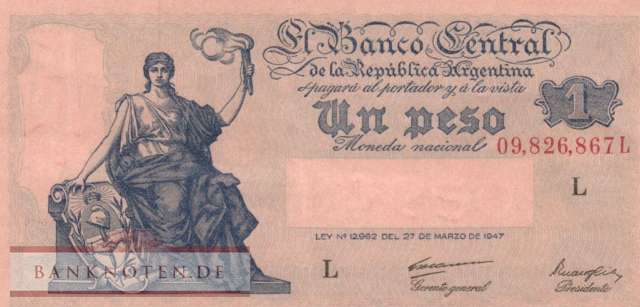 El Banco Central
de la República Argentina
pagará al portador y á la vista
1
Un peso
Moneda nacional 09,826,867 L
L
LEY Nº 12.962 DEL 27 DE MARZO DE 1947
L
Gerente general
Presidente
BANKNOTEN.DE